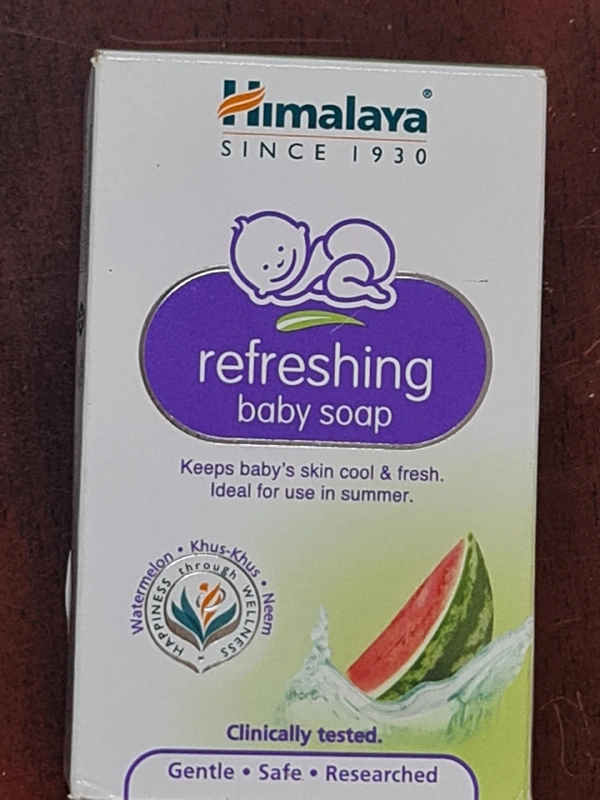 Himalaya®
SINCE 1930
refreshing
baby soap
Keeps baby's skin cool & fresh.
Ideal for use in summer.
Watermelon • Khus-Khus • Neem
HAPPINESS through WELLNESS
Clinically tested.
Gentle • Safe • Researched